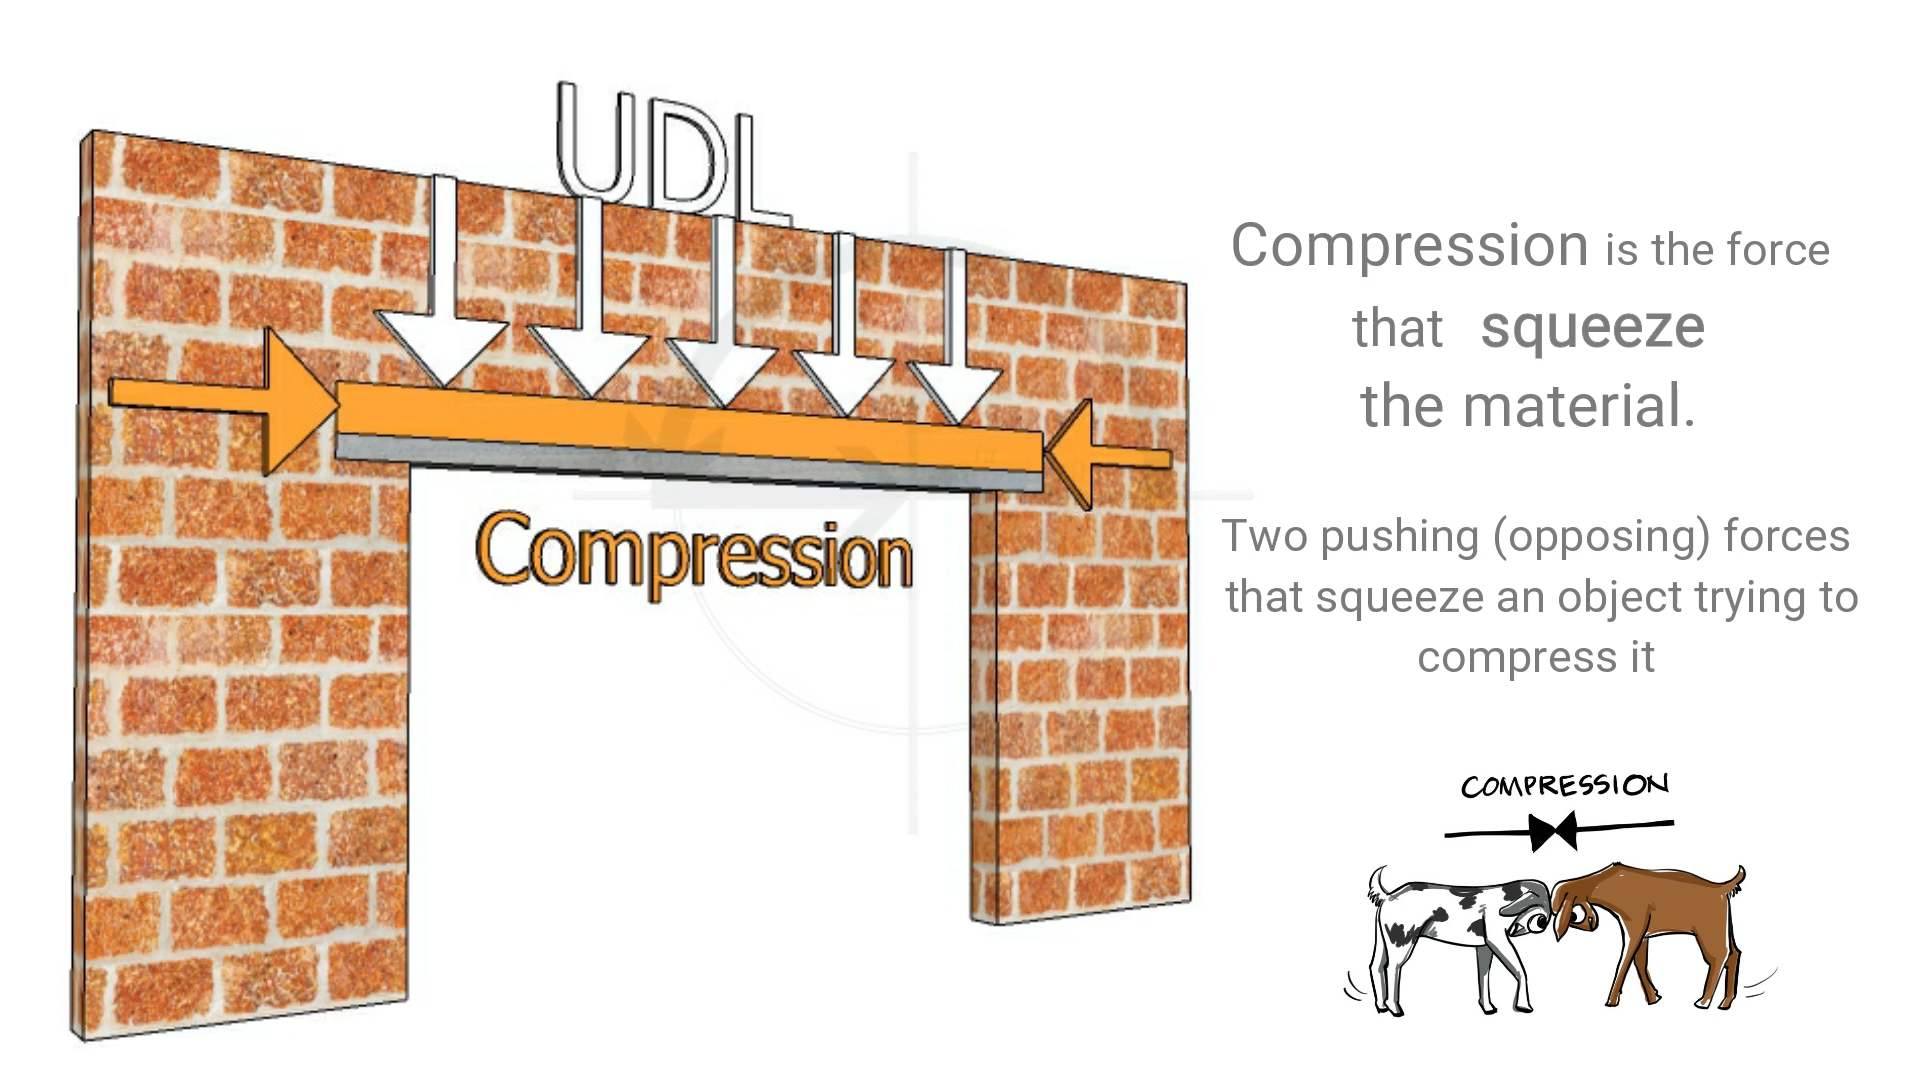 UDL
Compression
Compression is the force
that squeeze
the material.
Two pushing (opposing) forces
that squeeze an object trying to
compress it
COMPRESSION